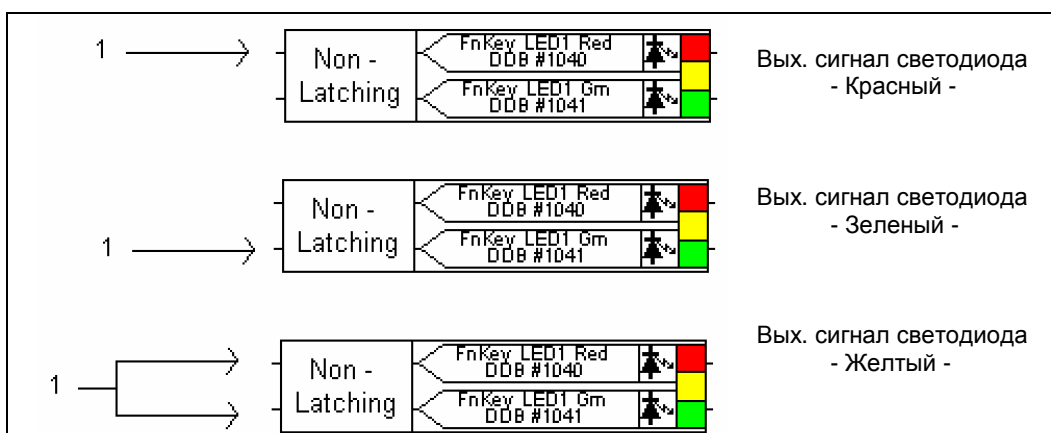 1
Non -
Latching
FnKey LED1 Red
DDB #1040
FnKey LED1 Grn
DDB #1041
Вых. сигнал светодиода
- Красный -
1
Non -
Latching
FnKey LED1 Red
DDB #1040
FnKey LED1 Grn
DDB #1041
Вых. сигнал светодиода
- Зеленый -
1
Non -
Latching
FnKey LED1 Red
DDB #1040
FnKey LED1 Grn
DDB #1041
Вых. сигнал светодиода
- Желтый -